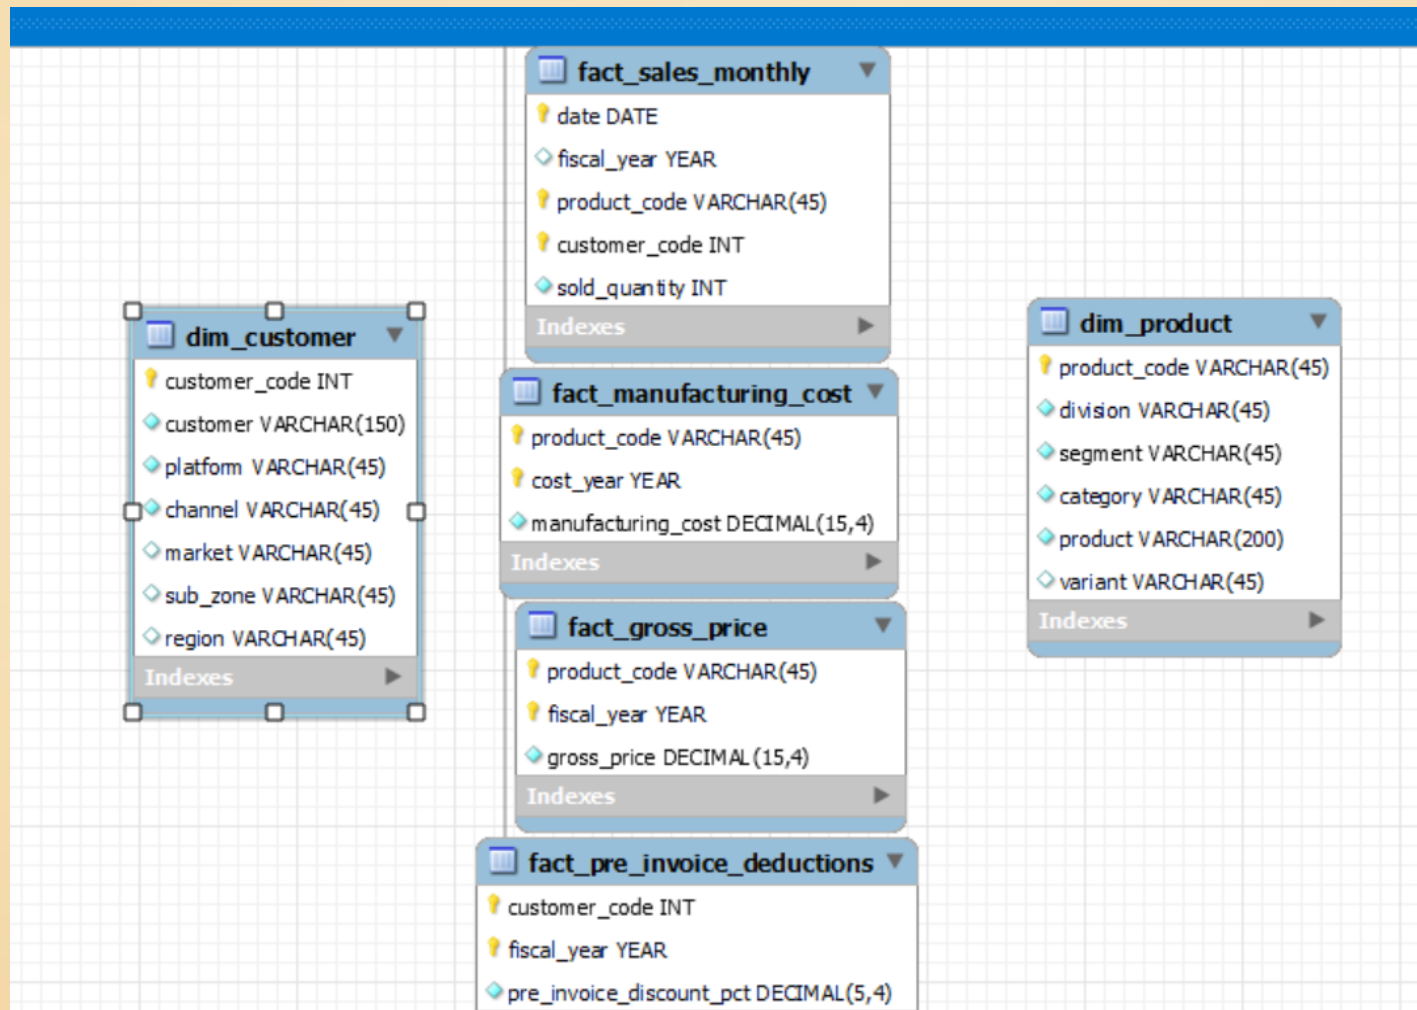 fact_sales_monthly
date DATE
fiscal_year YEAR
product_code VARCHAR(45)
customer_code INT
sold_quantity INT
Indexes
dim_customer
customer_code INT
customer VARCHAR(150)
platform VARCHAR(45)
channel VARCHAR(45)
market VARCHAR(45)
sub_zone VARCHAR(45)
region VARCHAR(45)
Indexes
fact_manufacturing_cost
product_code VARCHAR(45)
cost_year YEAR
manufacturing_cost DECIMAL(15,4)
Indexes
fact_gross_price
product_code VARCHAR(45)
fiscal_year YEAR
gross_price DECIMAL(15,4)
Indexes
fact_pre_invoice_deductions
customer_code INT
fiscal_year YEAR
pre_invoice_discount_pct DECIMAL(5,4)
dim_product
product_code VARCHAR(45)
division VARCHAR(45)
segment VARCHAR(45)
category VARCHAR(45)
product VARCHAR(200)
variant VARCHAR(45)
Indexes